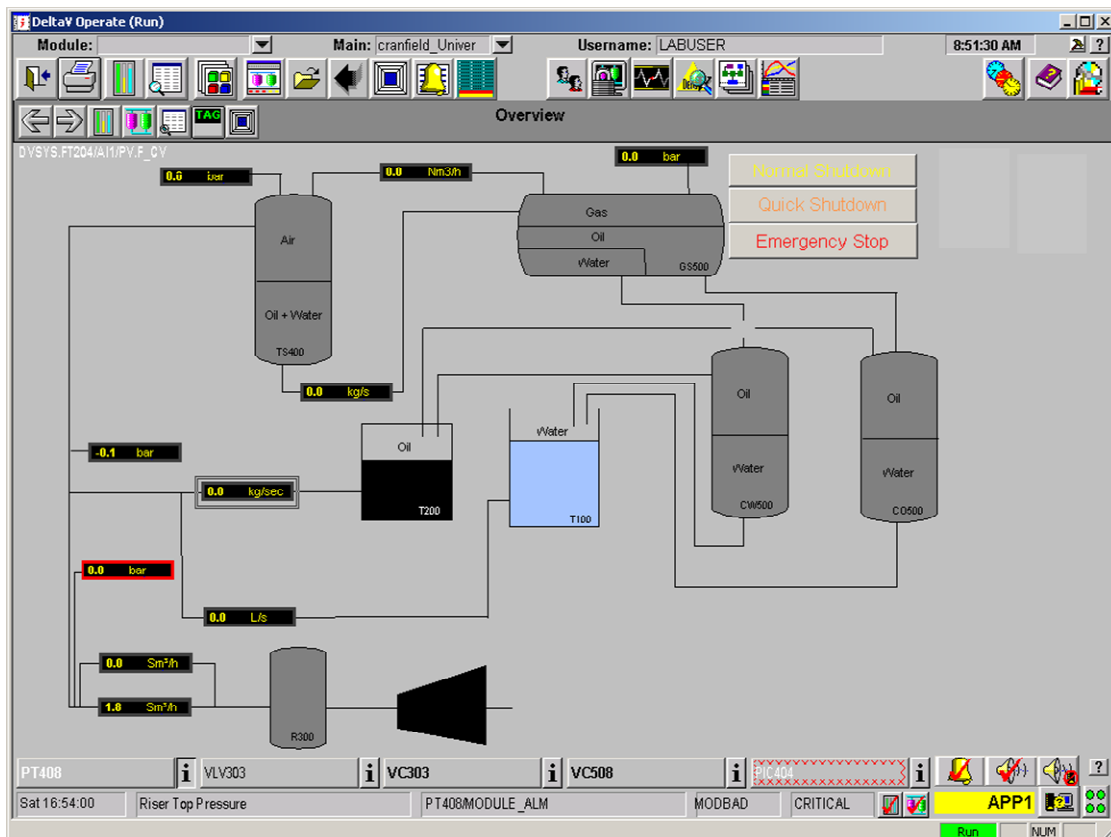 DeltaV Operate (Run)
Module: Main: cranfield_Univer Username: LABUSER 8:51:30 AM
TAG
Overview
DVSYS.FT204/AI1/PV.F_CV
0.0 bar
0.0 Nm3/h
0.0 bar
Normal Shutdown
Quick Shutdown
Emergency Stop
Gas
Oil
Water
GS500
Air
Oil + Water
TS400
0.0 kg/s
-0.1 bar
0.0 kg/sec
Oil
T200
Water
T100
Oil
Water
CW500
Oil
Water
CO500
0.0 bar
0.0 L/s
0.0 Sm³/h
1.8 Sm³/h
R300
PT408 i VLV303 i VC303 i VC508 i PIC404 i ?
Sat 16:54:00 Riser Top Pressure PT408/MODULE_ALM MODBAD CRITICAL APP1
Run NUM